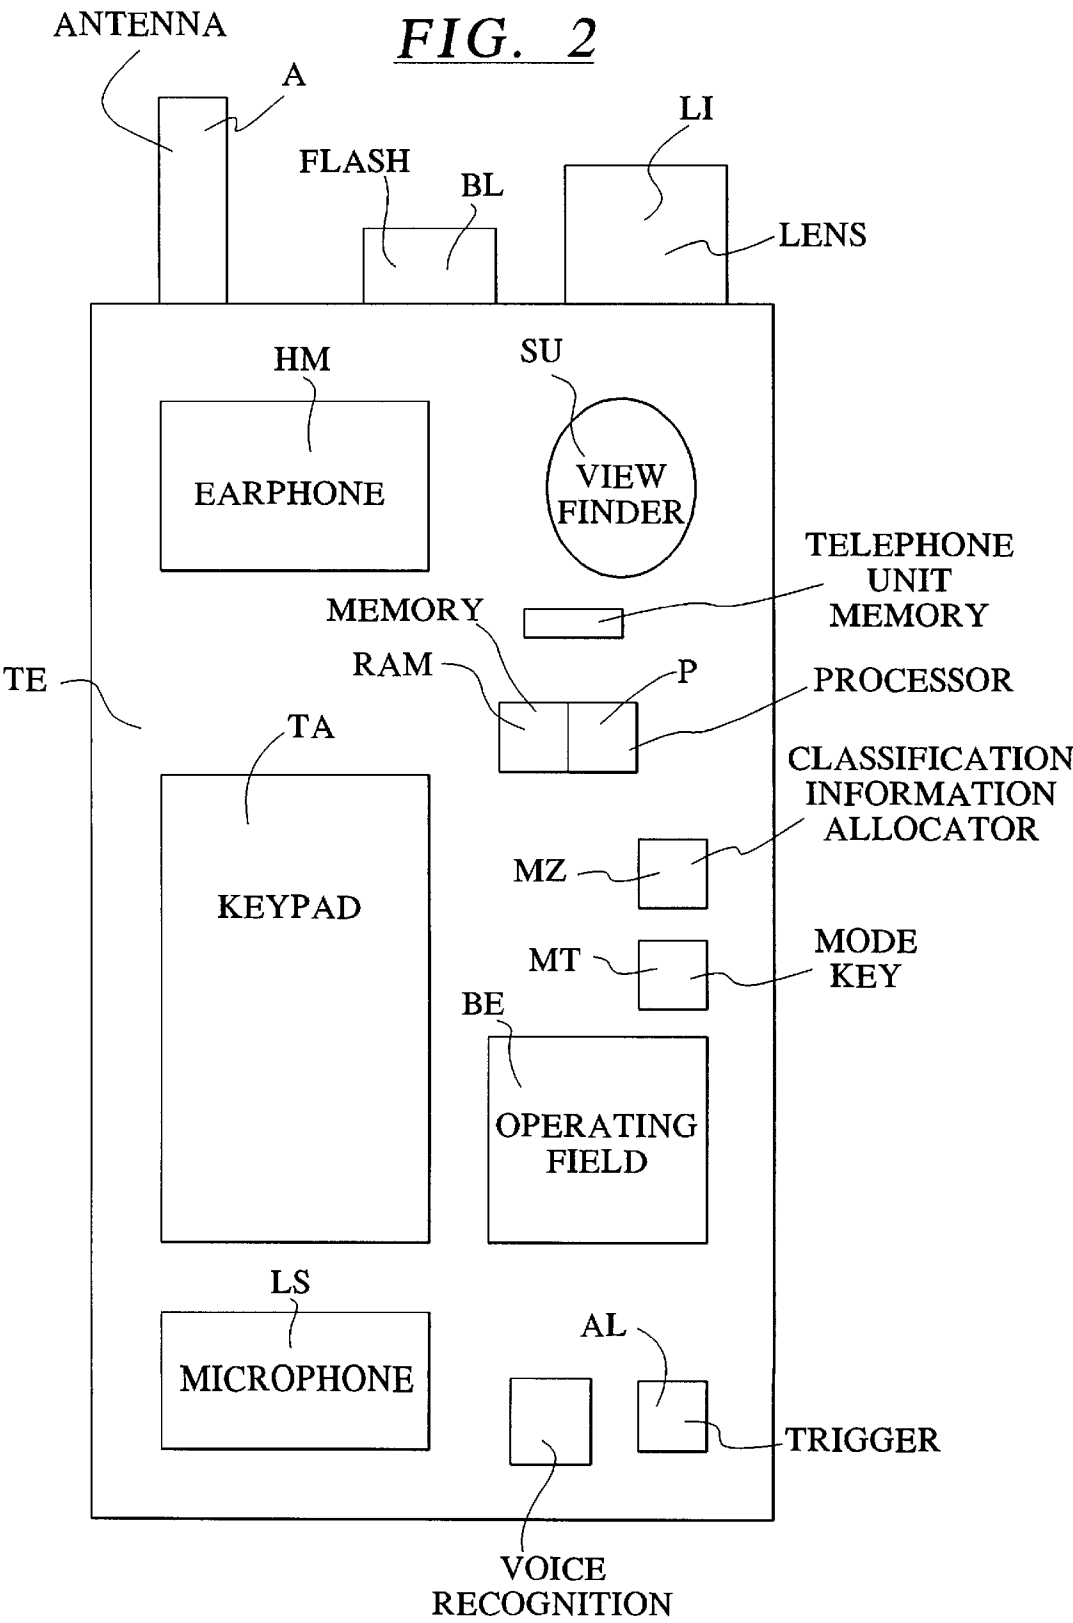 FIG. 2
ANTENNA
A
LI
FLASH
BL
LENS
HM
SU
EARPHONE
VIEW
FINDER
TELEPHONE
UNIT
MEMORY
MEMORY
RAM
P
PROCESSOR
TE
TA
CLASSIFICATION
INFORMATION
ALLOCATOR
MZ
KEYPAD
MT
MODE
KEY
BE
OPERATING
FIELD
LS
AL
MICROPHONE
TRIGGER
VOICE
RECOGNITION